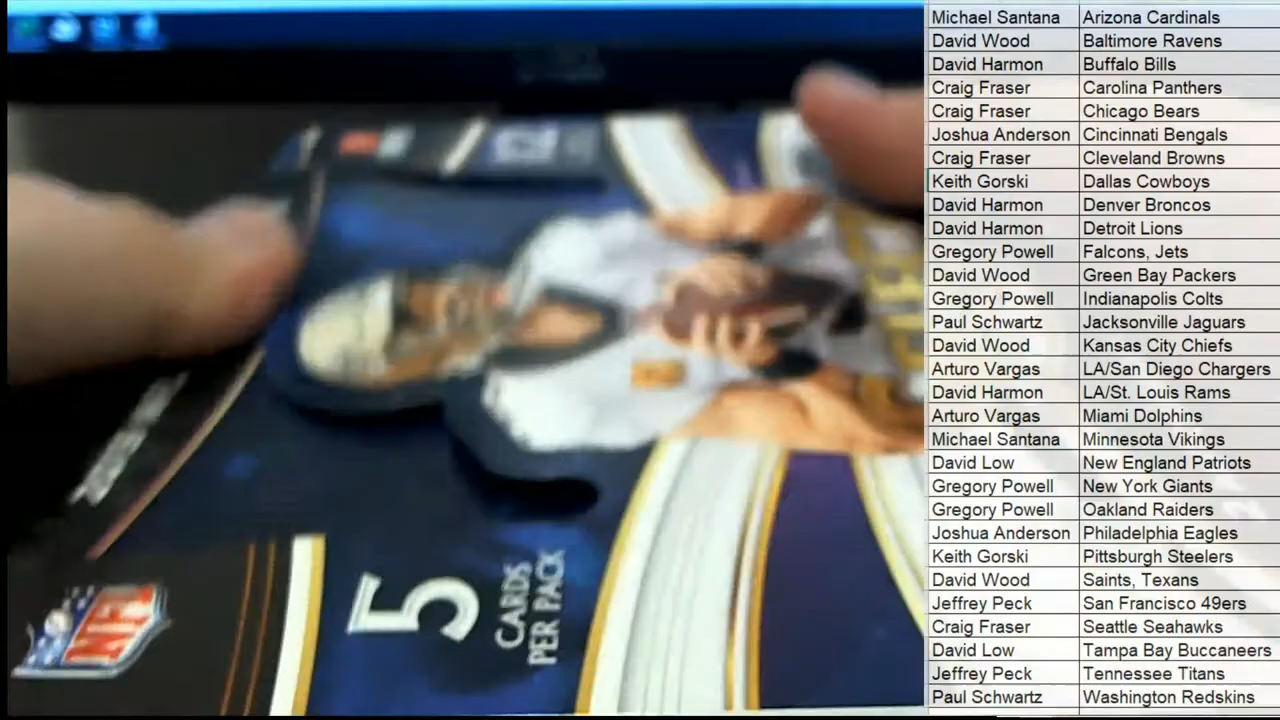 Michael Santana Arizona Cardinals
David Wood Baltimore Ravens
David Harmon Buffalo Bills
Craig Fraser Carolina Panthers
Craig Fraser Chicago Bears
Joshua Anderson Cincinnati Bengals
Craig Fraser Cleveland Browns
Keith Gorski Dallas Cowboys
David Harmon Denver Broncos
David Harmon Detroit Lions
Gregory Powell Falcons, Jets
David Wood Green Bay Packers
Gregory Powell Indianapolis Colts
Paul Schwartz Jacksonville Jaguars
David Wood Kansas City Chiefs
Arturo Vargas LA/San Diego Chargers
David Harmon LA/St. Louis Rams
Arturo Vargas Miami Dolphins
Michael Santana Minnesota Vikings
David Low New England Patriots
Gregory Powell New York Giants
Gregory Powell Oakland Raiders
Joshua Anderson Philadelphia Eagles
Keith Gorski Pittsburgh Steelers
David Wood Saints, Texans
Jeffrey Peck San Francisco 49ers
Craig Fraser Seattle Seahawks
David Low Tampa Bay Buccaneers
Jeffrey Peck Tennessee Titans
Paul Schwartz Washington Redskins
5
CARDS
PER PACK
NFL